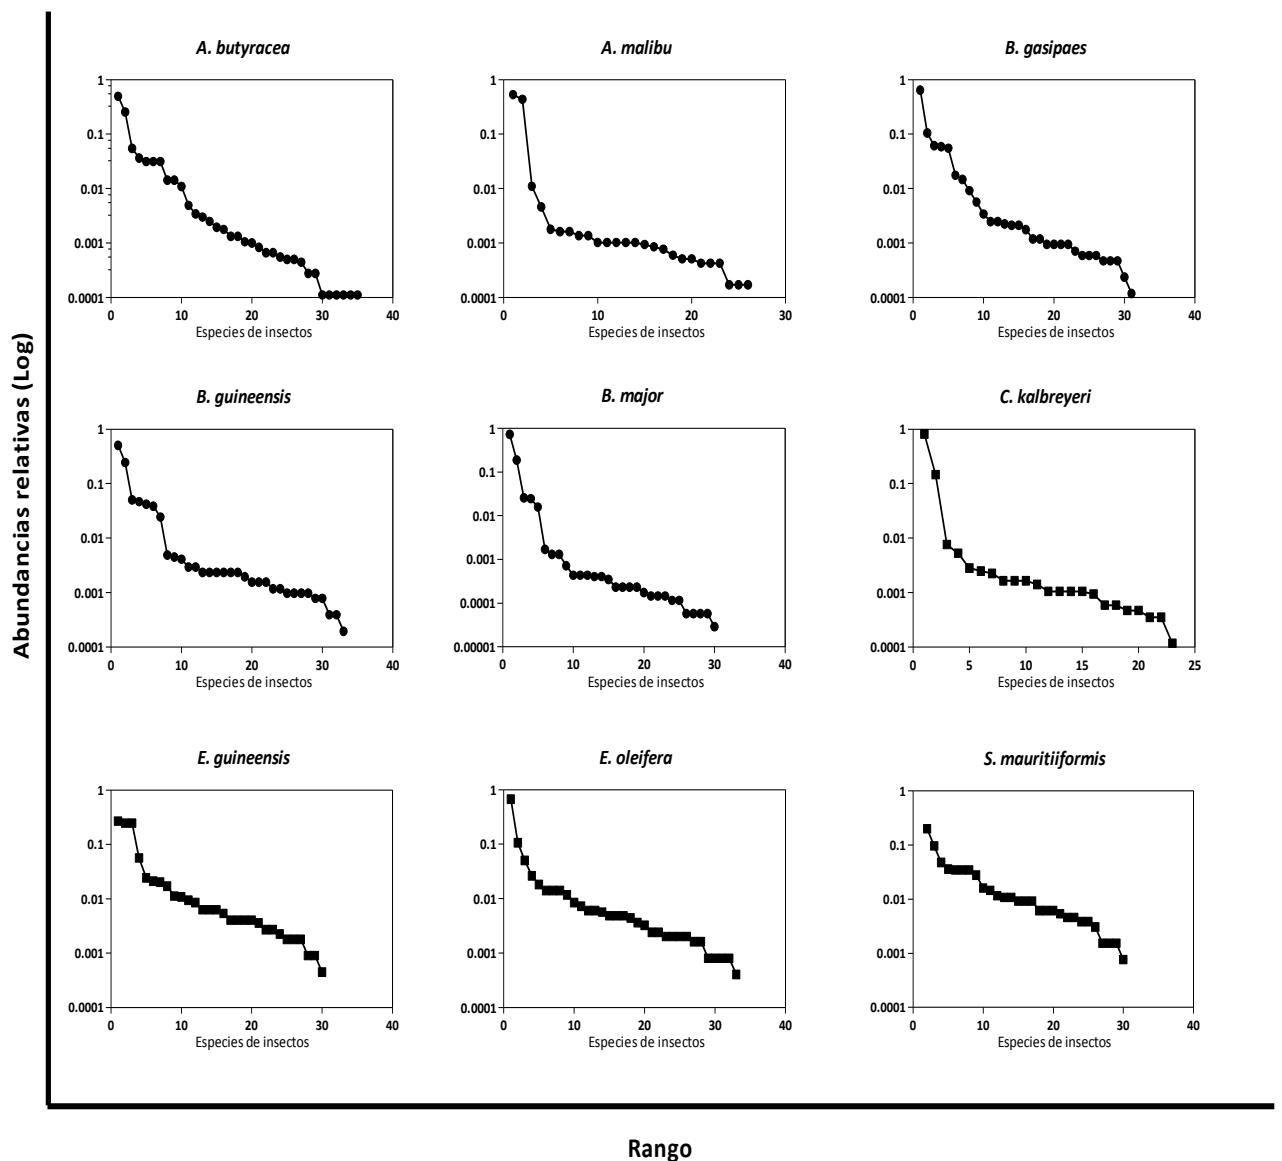 Abundancias relativas (Log)
A. butyracea
1
0.1
0.01
0.001
0.0001
0 10 20 30 40
Especies de insectos
A. malibu
1
0.1
0.01
0.001
0.0001
0 10 20 30
Especies de insectos
B. gasipaes
1
0.1
0.01
0.001
0.0001
0 10 20 30 40
Especies de insectos
B. guineensis
1
0.1
0.01
0.001
0.0001
0 10 20 30 40
Especies de insectos
B. major
1
0.1
0.01
0.001
0.0001
0.00001
0 10 20 30 40
Especies de insectos
C. kalbreyeri
1
0.1
0.01
0.001
0.0001
0 5 10 15 20 25
Especies de insectos
E. guineensis
1
0.1
0.01
0.001
0.0001
0 10 20 30 40
Especies de insectos
E. oleifera
1
0.1
0.01
0.001
0.0001
0 10 20 30 40
Especies de insectos
S. mauritiiformis
1
0.1
0.01
0.001
0.0001
0 10 20 30 40
Especies de insectos
Rango